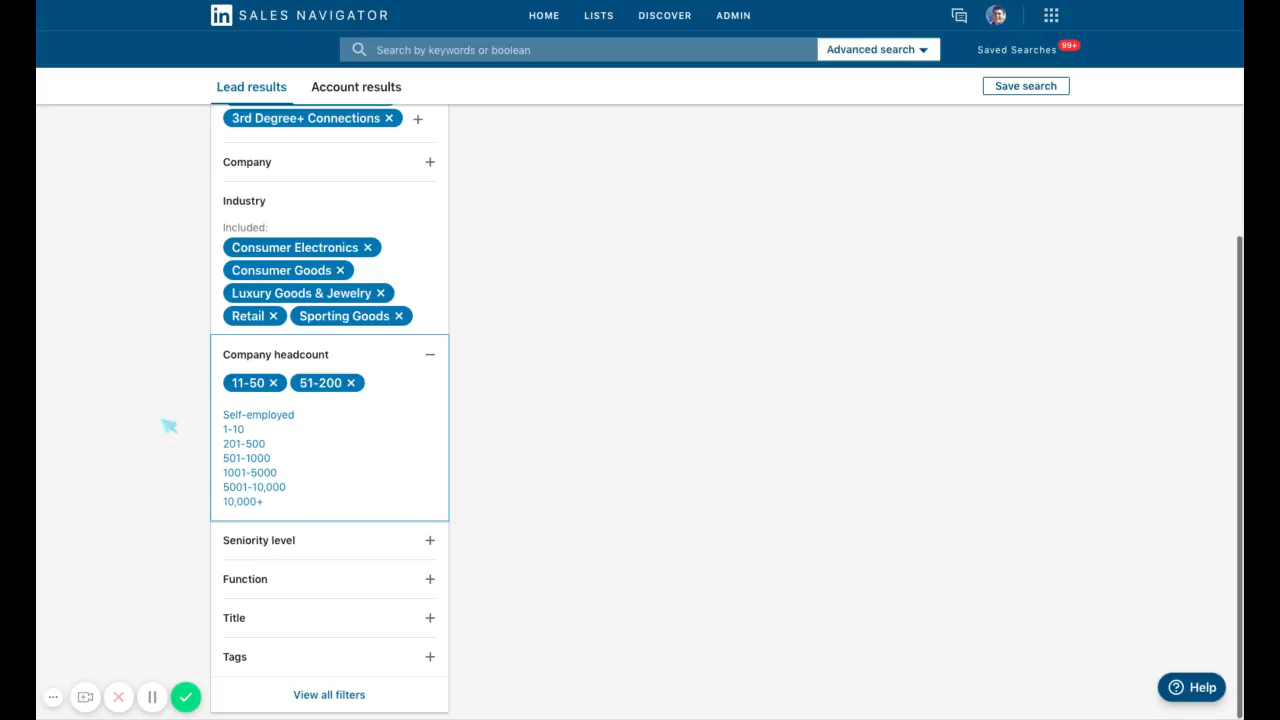 in SALES NAVIGATOR
HOME LISTS DISCOVER ADMIN
Search by keywords or boolean
Advanced search
Saved Searches 99+
Lead results Account results
Save search
3rd Degree+ Connections × +
Company +
Industry
Included:
Consumer Electronics ×
Consumer Goods ×
Luxury Goods & Jewelry ×
Retail × Sporting Goods ×
Company headcount −
11-50 × 51-200 ×
Self-employed
1-10
201-500
501-1000
1001-5000
5001-10,000
10,000+
Seniority level +
Function +
Title +
Tags +
View all filters
? Help